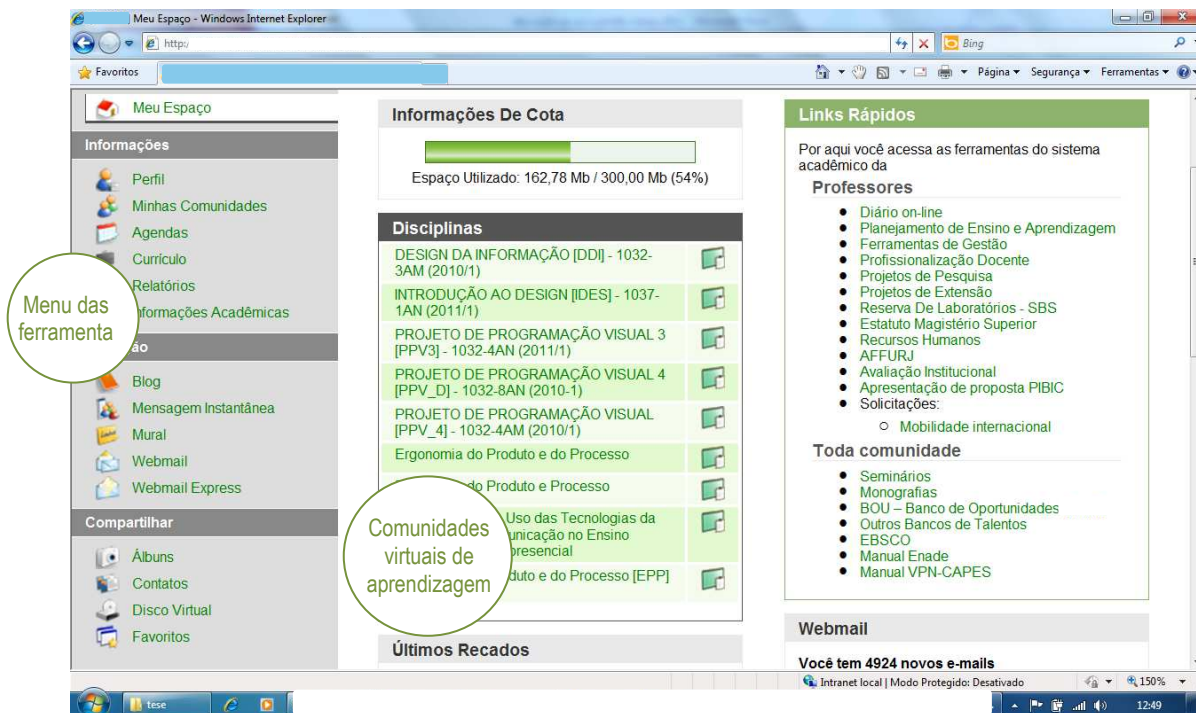 Meu Espaço - Windows Internet Explorer
http:/
Bing
Favoritos
Página
Segurança
Ferramentas
Meu Espaço
Informações
Perfil
Minhas Comunidades
Agendas
Currículo
Relatórios
Informações Acadêmicas
Menu das
ferramenta
ão
Blog
Mensagem Instantânea
Mural
Webmail
Webmail Express
Compartilhar
Álbuns
Contatos
Disco Virtual
Favoritos
Informações De Cota
Espaço Utilizado: 162,78 Mb / 300,00 Mb (54%)
Disciplinas
DESIGN DA INFORMAÇÃO [DDI] - 1032-
3AM (2010/1)
INTRODUÇÃO AO DESIGN [IDES] - 1037-
1AN (2011/1)
PROJETO DE PROGRAMAÇÃO VISUAL 3
[PPV3] - 1032-4AN (2011/1)
PROJETO DE PROGRAMAÇÃO VISUAL 4
[PPV_D] - 1032-8AN (2010-1)
PROJETO DE PROGRAMAÇÃO VISUAL
[PPV_4] - 1032-4AM (2010/1)
Ergonomia do Produto e do Processo
do Produto e Processo
Uso das Tecnologias da
unicação no Ensino
presencial
duto e do Processo [EPP]
Comunidades
virtuais de
aprendizagem
Últimos Recados
Links Rápidos
Por aqui você acessa as ferramentas do sistema
acadêmico da
Professores
Diário on-line
Planejamento de Ensino e Aprendizagem
Ferramentas de Gestão
Profissionalização Docente
Projetos de Pesquisa
Projetos de Extensão
Reserva De Laboratórios - SBS
Estatuto Magistério Superior
Recursos Humanos
AFFURJ
Avaliação Institucional
Apresentação de proposta PIBIC
Solicitações:
Mobilidade internacional
Toda comunidade
Seminários
Monografias
BOU – Banco de Oportunidades
Outros Bancos de Talentos
EBSCO
Manual Enade
Manual VPN-CAPES
Webmail
Você tem 4924 novos e-mails
Intranet local | Modo Protegido: Desativado
150%
tese
12:49